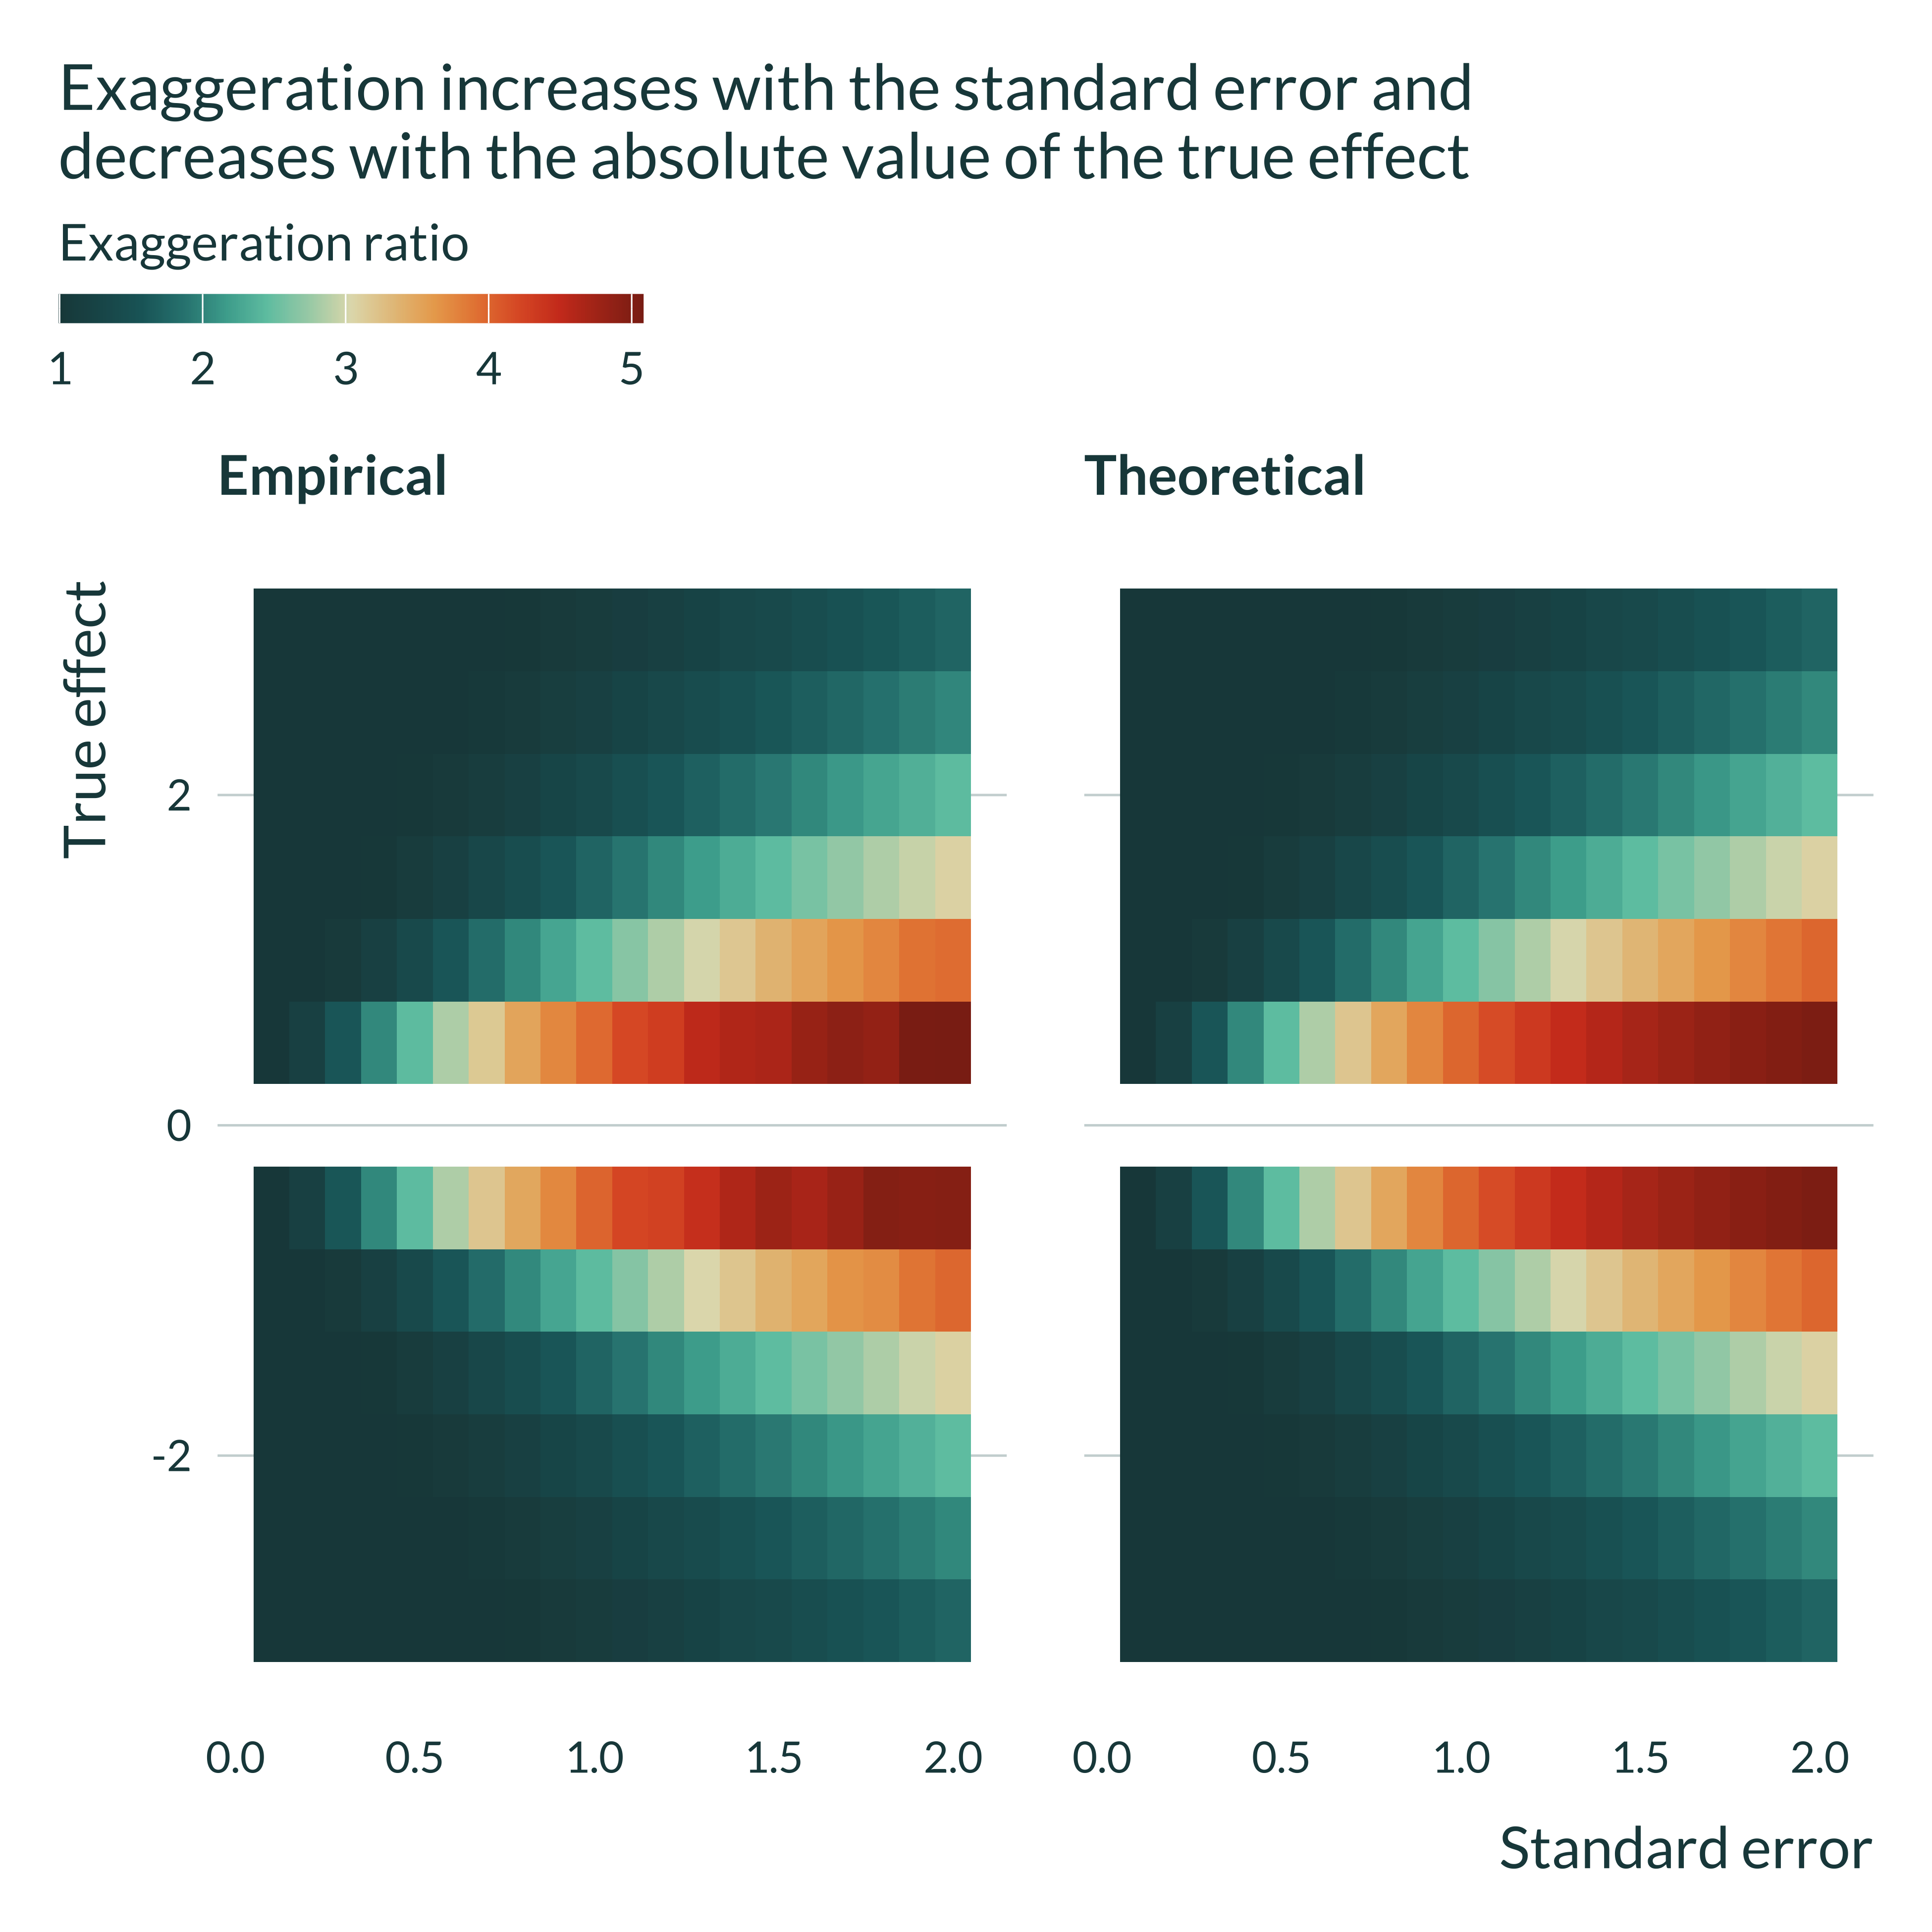 Exaggeration increases with the standard error and
decreases with the absolute value of the true effect
Exaggeration ratio
1 2 3 4 5
Empirical Theoretical
True effect
2
0
-2
0.0 0.5 1.0 1.5 2.0 0.0 0.5 1.0 1.5 2.0
Standard error